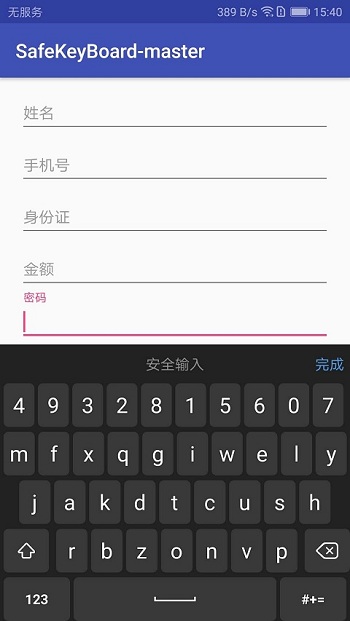 无服务 389 B/s 15:40
SafeKeyBoard-master
姓名
手机号
身份证
金额
密码
安全输入 完成
4 9 3 2 8 1 5 6 0 7
m f x q g i w e l y
j a k d t c u s h
r b z o n v p
123 #+=